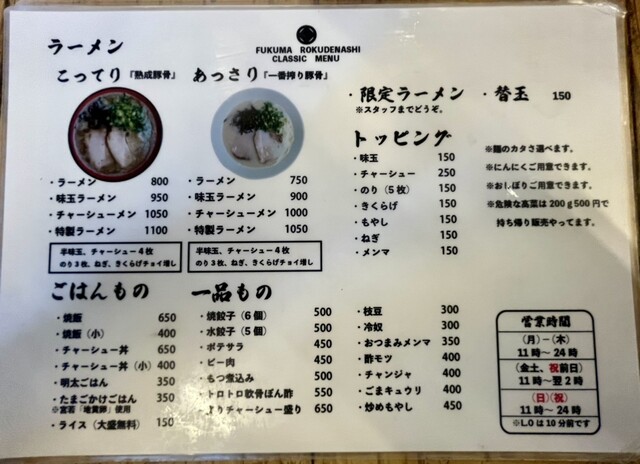 FUKUMA ROKUDENASHI
CLASSIC MENU
ラーメン
こってり「熟成豚骨」
・ラーメン 800
・味玉ラーメン 950
・チャーシューメン 1050
・特製ラーメン 1100
半味玉、チャーシュー4枚
のり3枚、ねぎ、きくらげチョイ増し
あっさり「一番搾り豚骨」
・ラーメン 750
・味玉ラーメン 900
・チャーシューメン 1000
・特製ラーメン 1050
半味玉、チャーシュー4枚
のり3枚、ねぎ、きくらげチョイ増し
・限定ラーメン
※スタッフまでどうぞ。
・替玉 150
トッピング
・味玉 150
・チャーシュー 250
・のり(5枚) 150
・きくらげ 150
・もやし 150
・ねぎ 150
・メンマ 150
※麺のカタさ選べます。
※にんにくご用意できます。
※おしぼりご用意できます。
※危険な高菜は200g500円で
持ち帰り販売やってます。
ごはんもの
・焼飯 650
・焼飯(小) 400
・チャーシュー丼 650
・チャーシュー丼(小) 400
・明太ごはん 350
・たまごかけごはん 350
※宮若「地黄卵」使用
・ライス(大盛無料) 150
一品もの
・焼餃子(6個) 500
・水餃子(5個) 500
・ポテサラ 450
・ビー肉 450
・もつ煮込み 500
・トロトロ軟骨ぽん酢 550
チャーシュー盛り 650
・枝豆 300
・冷奴 300
・おつまみメンマ 350
・酢モツ 400
・チャンジャ 400
・ごまキュウリ 400
・炒めもやし 450
営業時間
(月)-(木)
11時〜24時
(金土、祝前日)
11時〜翌2時
(日)(祝)
11時〜24時
※L.Oは10分前です